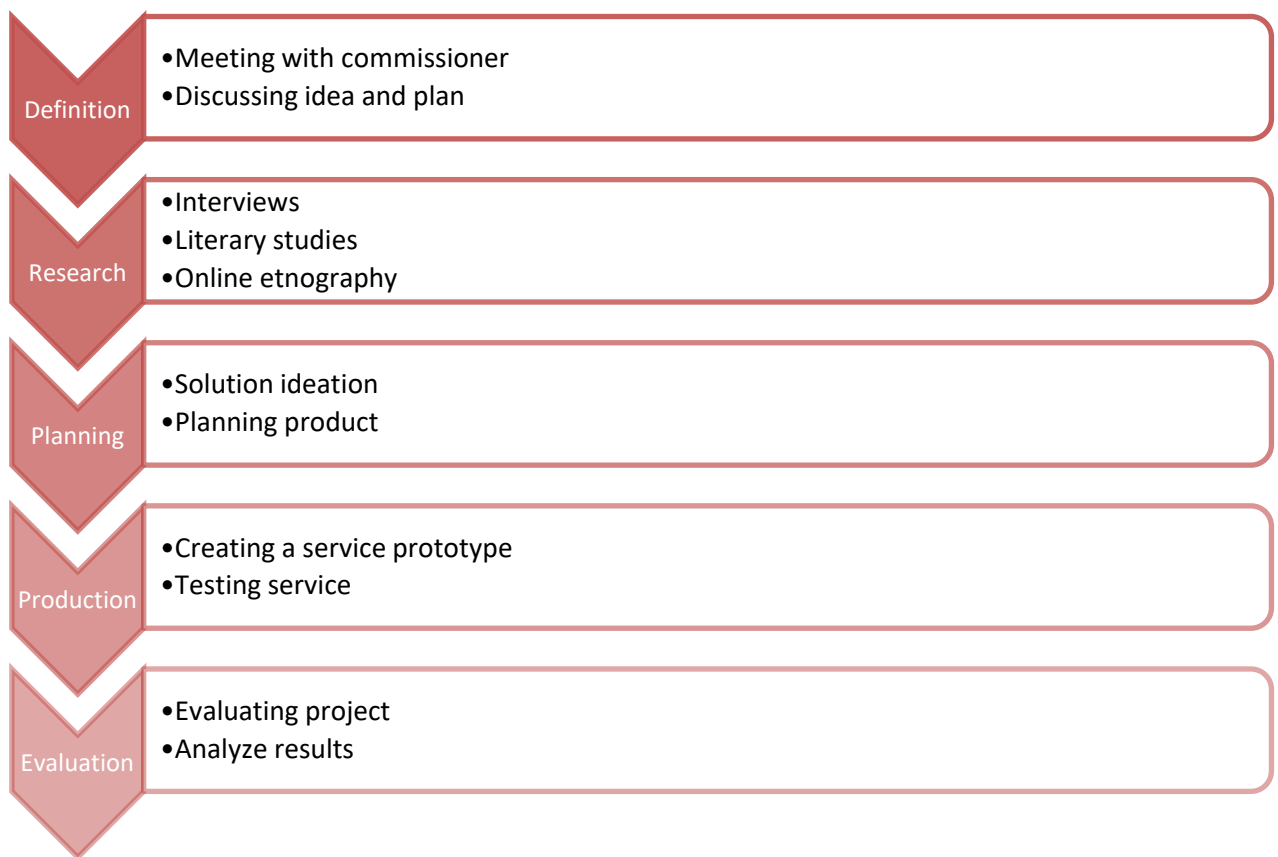 Definition
•Meeting with commissioner
•Discussing idea and plan
Research
•Interviews
•Literary studies
•Online etnography
Planning
•Solution ideation
•Planning product
Production
•Creating a service prototype
•Testing service
Evaluation
•Evaluating project
•Analyze results